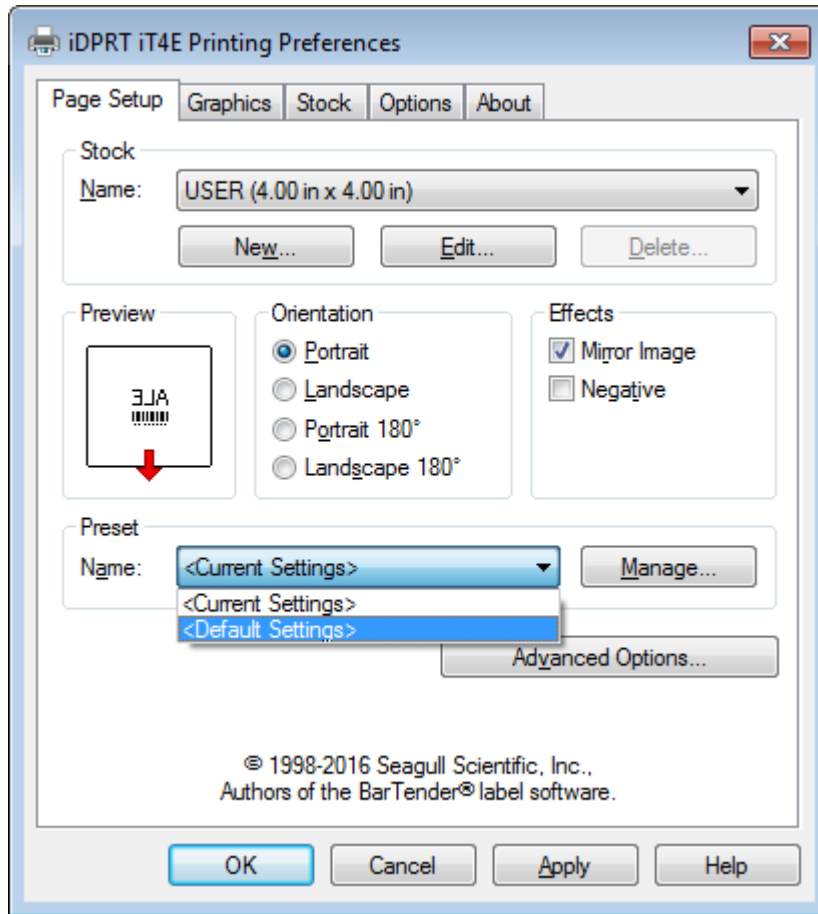 iDPRT iT4E Printing Preferences
Page Setup Graphics Stock Options About
Stock
Name: USER (4.00 in x 4.00 in)
New... Edit... Delete...
Preview Orientation Effects
ALE
Portrait Mirror Image
Landscape Negative
Portrait 180°
Landscape 180°
Preset
Name: <Current Settings> Manage...
<Current Settings>
<Default Settings>
Advanced Options...
© 1998-2016 Seagull Scientific, Inc.,
Authors of the BarTender® label software.
OK Cancel Apply Help